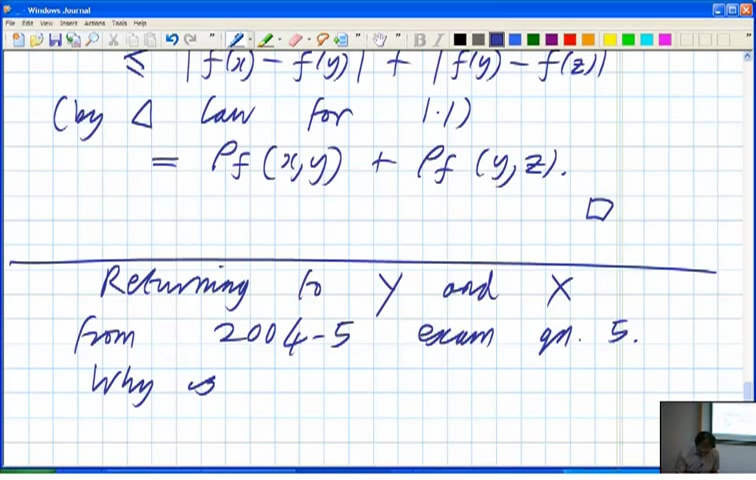 Windows Journal
File Edit View Insert Actions Tools Help
≤ |f(x) - f(y)| + |f(y) - f(z)|
(by Δ law for |·|)
= ρf (x,y) + ρf (y,z).
□
Returning to Y and X
from 2004-5 exam qn. 5.
Why is